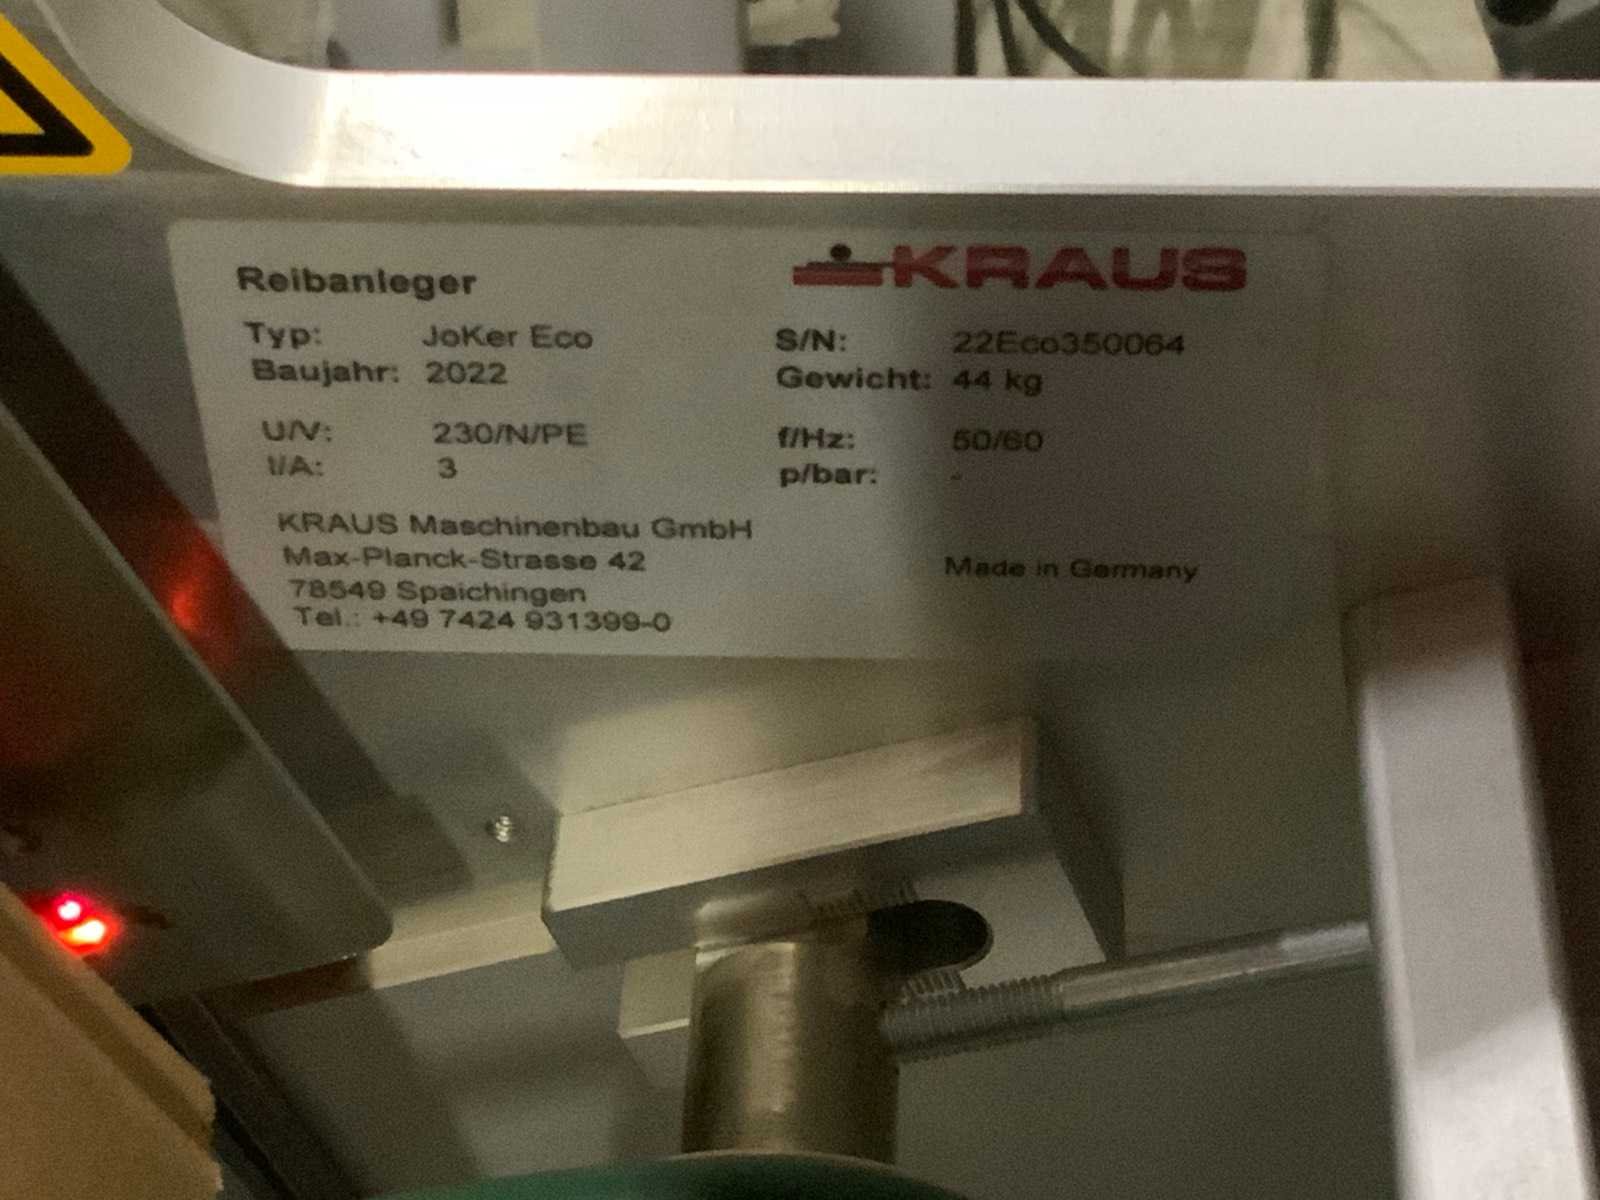 Reibanleger
KRAUS
Typ: JoKer Eco
S/N: 22Eco350064
Baujahr: 2022
Gewicht: 44 kg
U/V: 230/N/PE
f/Hz: 50/60
I/A: 3
p/bar: -
KRAUS Maschinenbau GmbH
Max-Planck-Strasse 42
78549 Spaichingen
Tel.: +49 7424 931399-0
Made in Germany